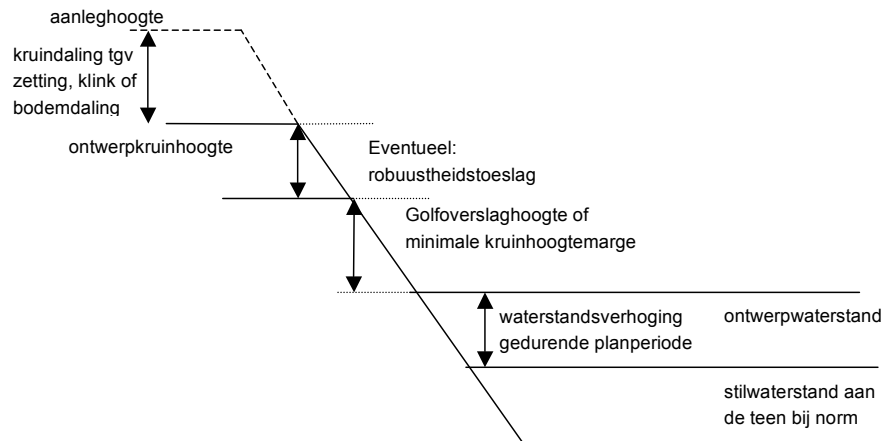 aanleghoogte
kruindaling tgv
zetting, klink of
bodemdaling
ontwerpkruinhoogte
Eventueel:
robuustheidstoeslag
Golfoverslaghoogte of
minimale kruinhoogtemarge
waterstandsverhoging
gedurende planperiode
ontwerpwaterstand
stilwaterstand aan
de teen bij norm